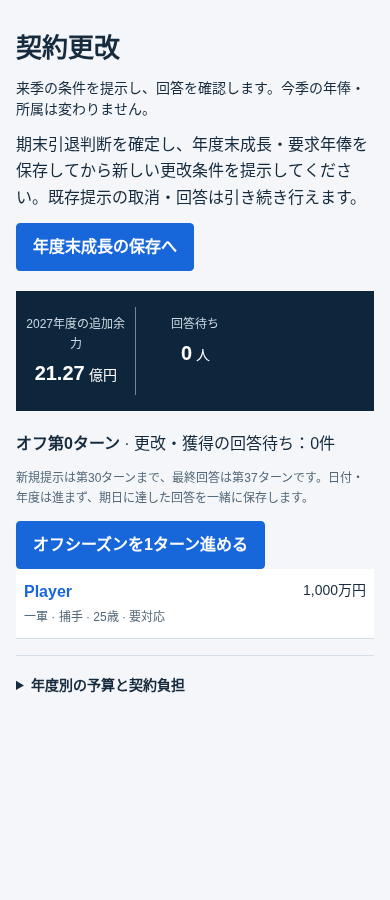 契約更改
来季の条件を提示し、回答を確認します。今季の年俸・
所属は変わりません。
期末引退判断を確定し、年度末成長・要求年俸を
保存してから新しい更改条件を提示してくださ
い。既存提示の取消・回答は引き続き行えます。
年度末成長の保存へ
2027年度の追加余
力
21.27 億円
回答待ち
0 人
オフ第0ターン · 更改・獲得の回答待ち：0件
新規提示は第30ターンまで、最終回答は第37ターンです。日付・
年度は進まず、期日に達した回答を一緒に保存します。
オフシーズンを1ターン進める
Player
1,000万円
一軍 · 捕手 · 25歳 · 要対応
年度別の予算と契約負担